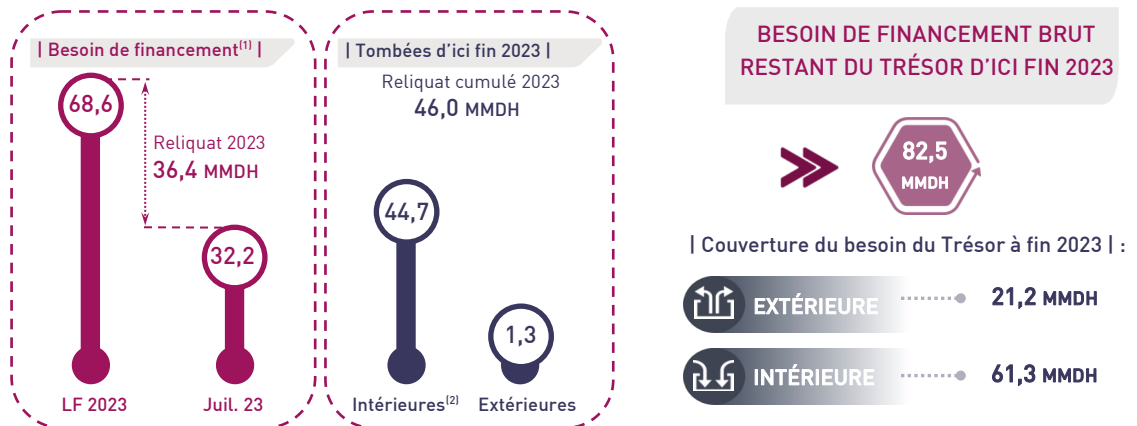 | Besoin de financement(1) |
68,6
Reliquat 2023
36,4 MMDH
32,2
LF 2023
Juil. 23
| Tombées d'ici fin 2023 |
Reliquat cumulé 2023
46,0 MMDH
44,7
1,3
Intérieures(2)
Extérieures
BESOIN DE FINANCEMENT BRUT
RESTANT DU TRÉSOR D'ICI FIN 2023
82,5
MMDH
| Couverture du besoin du Trésor à fin 2023 | :
EXTÉRIEURE 21,2 MMDH
INTÉRIEURE 61,3 MMDH